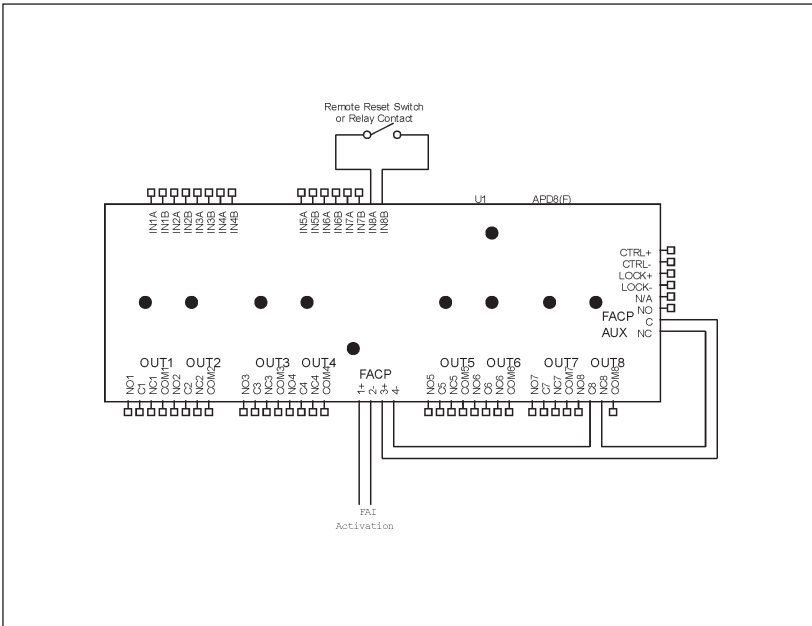 Remote Reset Switch
or Relay Contact
U1
APD8(F)
IN1A
IN1B
IN2A
IN2B
IN3A
IN3B
IN4A
IN4B
IN5A
IN5B
IN6A
IN6B
IN7A
IN7B
IN8A
IN8B
CTRL+
CTRL-
LOCK+
LOCK-
N/A
NO
FACP
C
AUX
NC
OUT1
OUT2
OUT3
OUT4
FACP
OUT5
OUT6
OUT7
OUT8
NO1
C1
NC1
COM1
NO2
C2
NC2
COM2
NO3
C3
NC3
COM3
NO4
C4
NC4
COM4
1+
2-
3+
4-
NO5
C5
NC5
COM5
NO6
C6
NC6
COM6
NO7
C7
NC7
COM7
NO8
C8
NC8
COM8
FAI
Activation